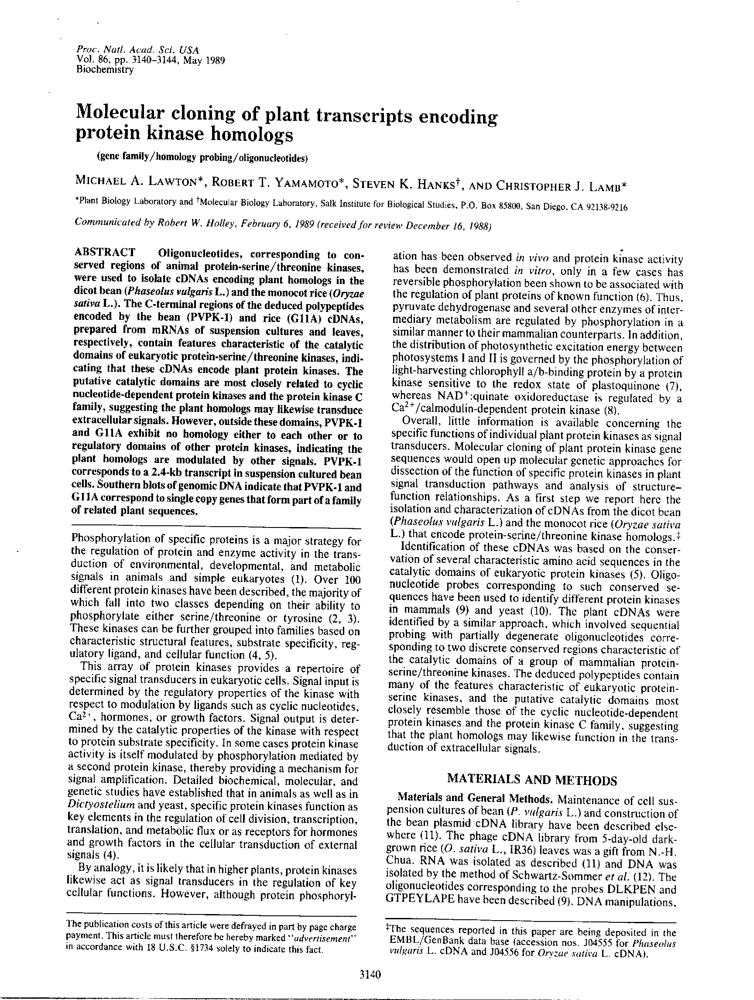 Proc. Natl. Acad. Sci. USA
Vol. 86, pp. 3140-3144, May 1989
Biochemistry
Molecular cloning of plant transcripts encoding
protein kinase homologs
(gene family/homology probing/oligonucleotides)
MICHAEL A. LAWTON*, ROBERT T. YAMAMOTO*, STEVEN K. HANKS†, AND CHRISTOPHER J. LAMB*
*Plant Biology Laboratory and †Molecular Biology Laboratory, Salk Institute for Biological Studies, P.O. Box 85800, San Diego, CA 92138-9216
Communicated by Robert W. Holley, February 6, 1989 (received for review December 16, 1988)
ABSTRACT Oligonucleotides, corresponding to con-
served regions of animal protein-serine/threonine kinases,
were used to isolate cDNAs encoding plant homologs in the
dicot bean (Phaseolus vulgaris L.) and the monocot rice (Oryzae
sativa L.). The C-terminal regions of the deduced polypeptides
encoded by the bean (PVPK-1) and rice (G11A) cDNAs,
prepared from mRNAs of suspension cultures and leaves,
respectively, contain features characteristic of the catalytic
domains of eukaryotic protein-serine/threonine kinases, indi-
cating that these cDNAs encode plant protein kinases. The
putative catalytic domains are most closely related to cyclic
nucleotide-dependent protein kinases and the protein kinase C
family, suggesting the plant homologs may likewise transduce
extracellular signals. However, outside these domains, PVPK-1
and G11A exhibit no homology either to each other or to
regulatory domains of other protein kinases, indicating the
plant homologs are modulated by other signals. PVPK-1
corresponds to a 2.4-kb transcript in suspension cultured bean
cells. Southern blots of genomic DNA indicate that PVPK-1 and
G11A correspond to single copy genes that form part of a family
of related plant sequences.
Phosphorylation of specific proteins is a major strategy for
the regulation of protein and enzyme activity in the trans-
duction of environmental, developmental, and metabolic
signals in animals and simple eukaryotes (1). Over 100
different protein kinases have been described, the majority of
which fall into two classes depending on their ability to
phosphorylate either serine/threonine or tyrosine (2, 3).
These kinases can be further grouped into families based on
characteristic structural features, substrate specificity, reg-
ulatory ligand, and cellular function (4, 5).
This array of protein kinases provides a repertoire of
specific signal transducers in eukaryotic cells. Signal input is
determined by the regulatory properties of the kinase with
respect to modulation by ligands such as cyclic nucleotides,
Ca2+, hormones, or growth factors. Signal output is deter-
mined by the catalytic properties of the kinase with respect
to protein substrate specificity. In some cases protein kinase
activity is itself modulated by phosphorylation mediated by
a second protein kinase, thereby providing a mechanism for
signal amplification. Detailed biochemical, molecular, and
genetic studies have established that in animals as well as in
Dictyostelium and yeast, specific protein kinases function as
key elements in the regulation of cell division, transcription,
translation, and metabolic flux or as receptors for hormones
and growth factors in the cellular transduction of external
signals (4).
By analogy, it is likely that in higher plants, protein kinases
likewise act as signal transducers in the regulation of key
cellular functions. However, although protein phosphoryl-
The publication costs of this article were defrayed in part by page charge
payment. This article must therefore be hereby marked "advertisement"
in accordance with 18 U.S.C. §1734 solely to indicate this fact.
ation has been observed in vivo and protein kinase activity
has been demonstrated in vitro, only in a few cases has
reversible phosphorylation been shown to be associated with
the regulation of plant proteins of known function (6). Thus,
pyruvate dehydrogenase and several other enzymes of inter-
mediary metabolism are regulated by phosphorylation in a
similar manner to their mammalian counterparts. In addition,
the distribution of photosynthetic excitation energy between
photosystems I and II is governed by the phosphorylation of
light-harvesting chlorophyll a/b-binding protein by a protein
kinase sensitive to the redox state of plastoquinone (7),
whereas NAD+:quinate oxidoreductase is regulated by a
Ca2+/calmodulin-dependent protein kinase (8).
Overall, little information is available concerning the
specific functions of individual plant protein kinases as signal
transducers. Molecular cloning of plant protein kinase gene
sequences would open up molecular genetic approaches for
dissection of the function of specific protein kinases in plant
signal transduction pathways and analysis of structure–
function relationships. As a first step we report here the
isolation and characterization of cDNAs from the dicot bean
(Phaseolus vulgaris L.) and the monocot rice (Oryzae sativa
L.) that encode protein-serine/threonine kinase homologs.‡
Identification of these cDNAs was based on the conser-
vation of several characteristic amino acid sequences in the
catalytic domains of eukaryotic protein kinases (5). Oligo-
nucleotide probes corresponding to such conserved se-
quences have been used to identify different protein kinases
in mammals (9) and yeast (10). The plant cDNAs were
identified by a similar approach, which involved sequential
probing with partially degenerate oligonucleotides corre-
sponding to two discrete conserved regions characteristic of
the catalytic domains of a group of mammalian protein-
serine/threonine kinases. The deduced polypeptides contain
many of the features characteristic of eukaryotic protein-
serine kinases, and the putative catalytic domains most
closely resemble those of the cyclic nucleotide-dependent
protein kinases and the protein kinase C family, suggesting
that the plant homologs may likewise function in the trans-
duction of extracellular signals.
MATERIALS AND METHODS
Materials and General Methods. Maintenance of cell sus-
pension cultures of bean (P. vulgaris L.) and construction of
the bean plasmid cDNA library have been described else-
where (11). The phage cDNA library from 5-day-old dark-
grown rice (O. sativa L., IR36) leaves was a gift from N.-H.
Chua. RNA was isolated as described (11) and DNA was
isolated by the method of Schwartz-Sommer et al. (12). The
oligonucleotides corresponding to the probes DLKPEN and
GTPEYLAPE have been described (9). DNA manipulations,
‡The sequences reported in this paper are being deposited in the
EMBL/GenBank data base (accession nos. J04555 for Phaseolus
vulgaris L. cDNA and J04556 for Oryzae sativa L. cDNA).
3140